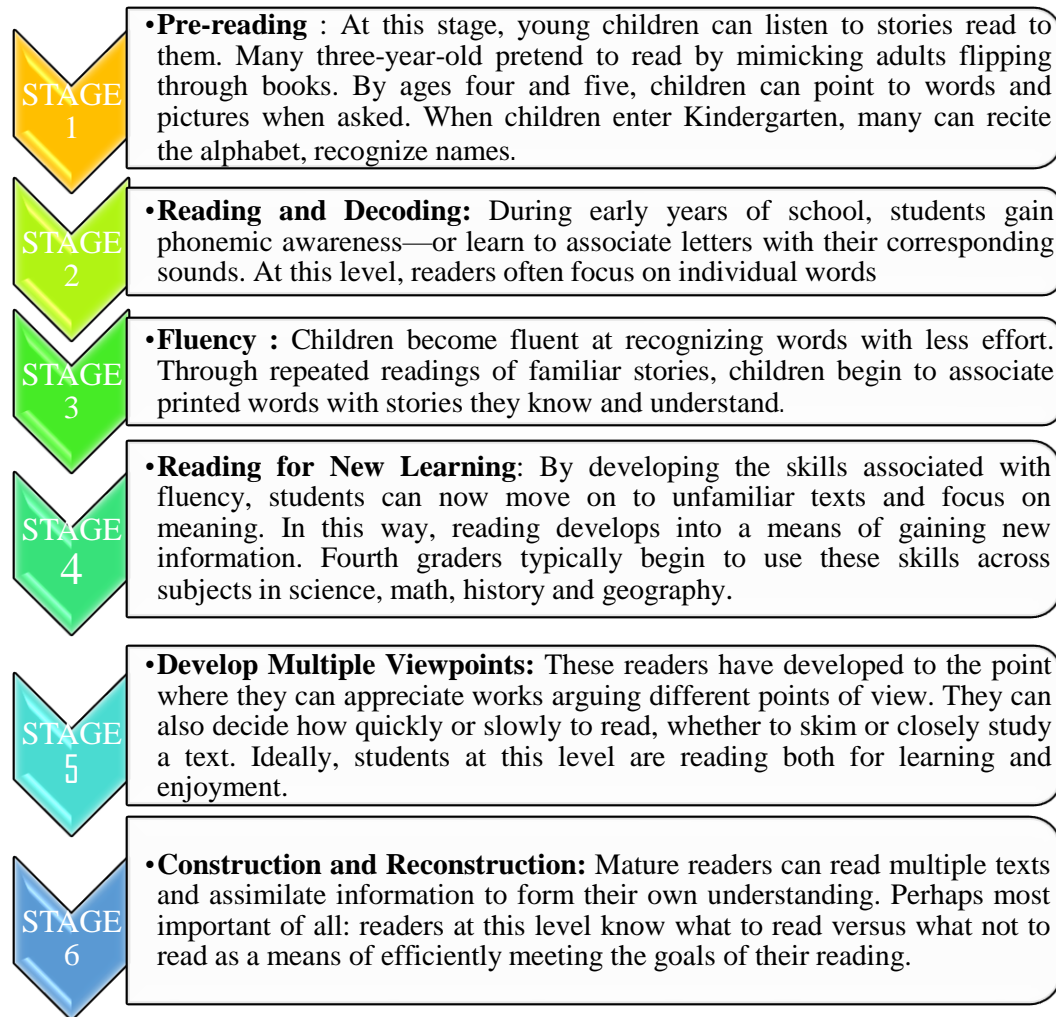 STAGE
1
•Pre-reading : At this stage, young children can listen to stories read to
them. Many three-year-old pretend to read by mimicking adults flipping
through books. By ages four and five, children can point to words and
pictures when asked. When children enter Kindergarten, many can recite
the alphabet, recognize names.
STAGE
2
•Reading and Decoding: During early years of school, students gain
phonemic awareness—or learn to associate letters with their corresponding
sounds. At this level, readers often focus on individual words
STAGE
3
•Fluency : Children become fluent at recognizing words with less effort.
Through repeated readings of familiar stories, children begin to associate
printed words with stories they know and understand.
STAGE
4
•Reading for New Learning: By developing the skills associated with
fluency, students can now move on to unfamiliar texts and focus on
meaning. In this way, reading develops into a means of gaining new
information. Fourth graders typically begin to use these skills across
subjects in science, math, history and geography.
STAGE
5
•Develop Multiple Viewpoints: These readers have developed to the point
where they can appreciate works arguing different points of view. They can
also decide how quickly or slowly to read, whether to skim or closely study
a text. Ideally, students at this level are reading both for learning and
enjoyment.
STAGE
6
•Construction and Reconstruction: Mature readers can read multiple texts
and assimilate information to form their own understanding. Perhaps most
important of all: readers at this level know what to read versus what not to
read as a means of efficiently meeting the goals of their reading.